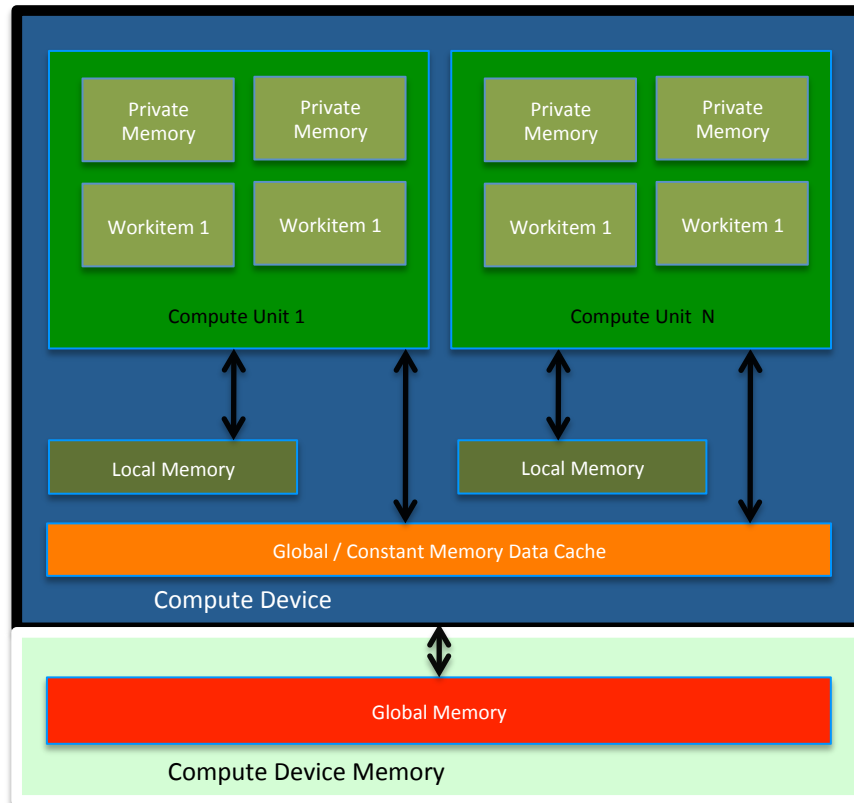 Private
Memory
Private
Memory
Workitem 1
Workitem 1
Compute Unit 1
Private
Memory
Private
Memory
Workitem 1
Workitem 1
Compute Unit N
Local Memory
Local Memory
Global / Constant Memory Data Cache
Compute Device
Global Memory
Compute Device Memory